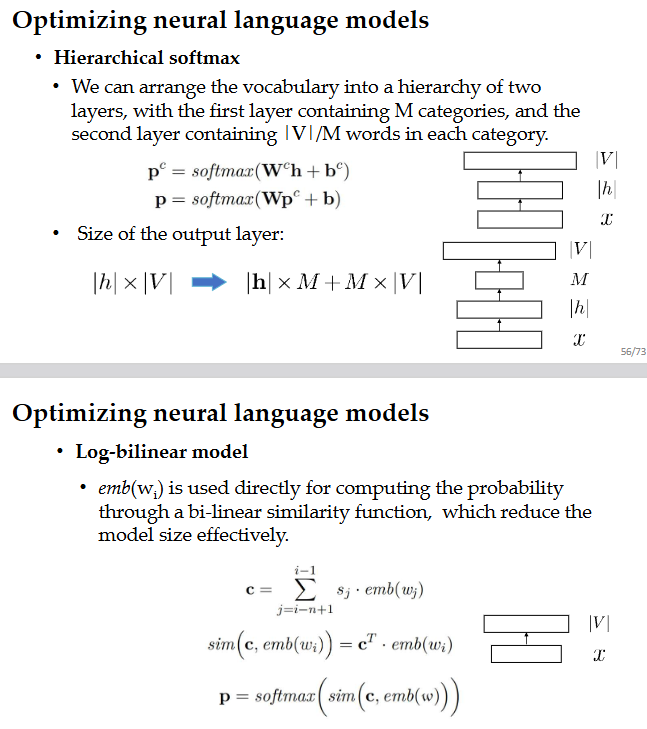 Optimizing neural language models
• Hierarchical softmax
• We can arrange the vocabulary into a hierarchy of two
layers, with the first layer containing M categories, and the
second layer containing |V|/M words in each category.
p^c = softmax(W^c h + b^c)
p = softmax(Wp^c + b)
|V|
|h|
x
• Size of the output layer:
|h| × |V| ➡ |h| × M + M × |V|
|V|
M
|h|
x
56/73
Optimizing neural language models
• Log-bilinear model
• emb(w_i) is used directly for computing the probability
through a bi-linear similarity function, which reduce the
model size effectively.
c = ∑_{j=i−n+1}^{i−1} s_j · emb(w_j)
sim(c, emb(w_i)) = c^T · emb(w_i)
p = softmax(sim(c, emb(w)))
|V|
x